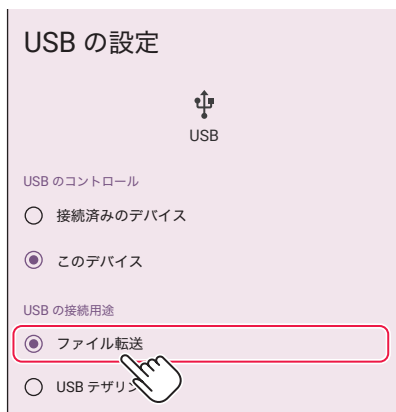 USB の設定
USB
USB のコントロール
接続済みのデバイス
このデバイス
USB の接続用途
ファイル転送
USB テザリン